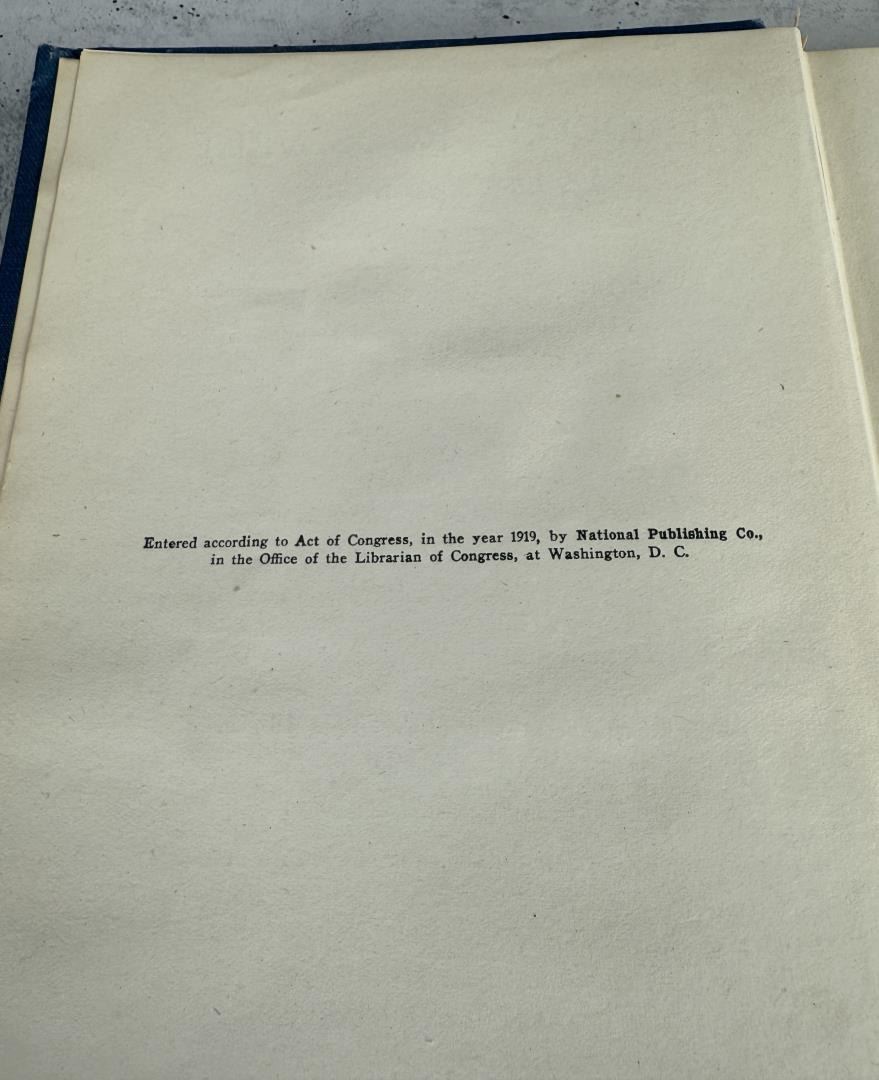 Entered according to Act of Congress, in the year 1919, by National Publishing Co.,
in the Office of the Librarian of Congress, at Washington, D. C.